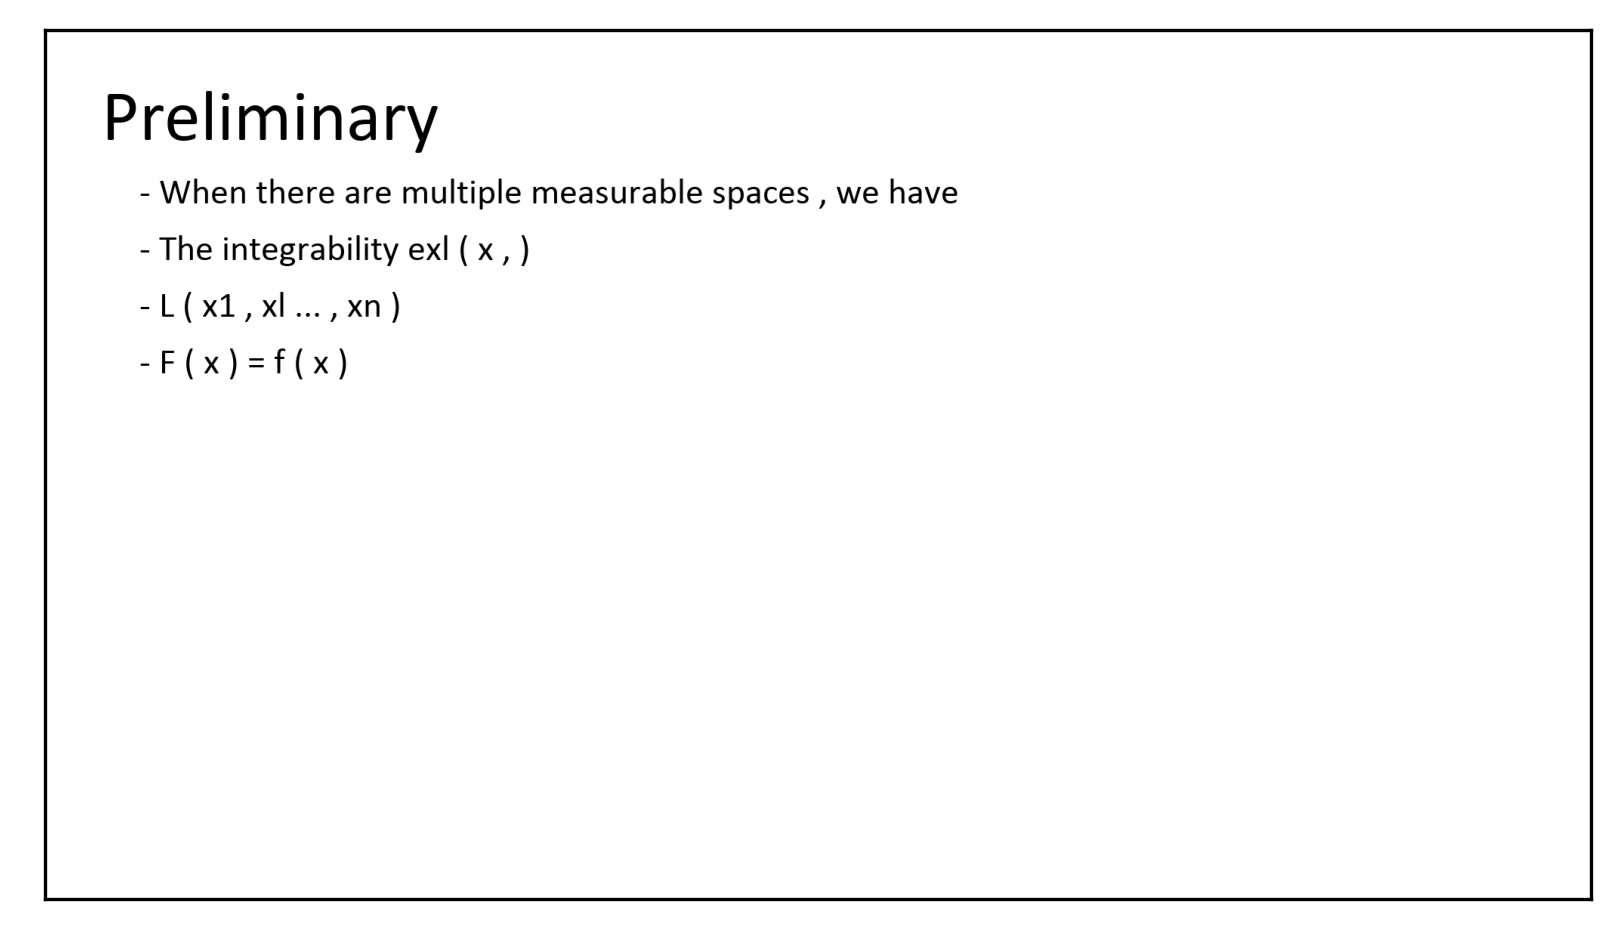 Preliminary
- When there are multiple measurable spaces , we have
- The integrability exl ( x , )
- L ( x1 , xl ... , xn )
- F ( x ) = f ( x )